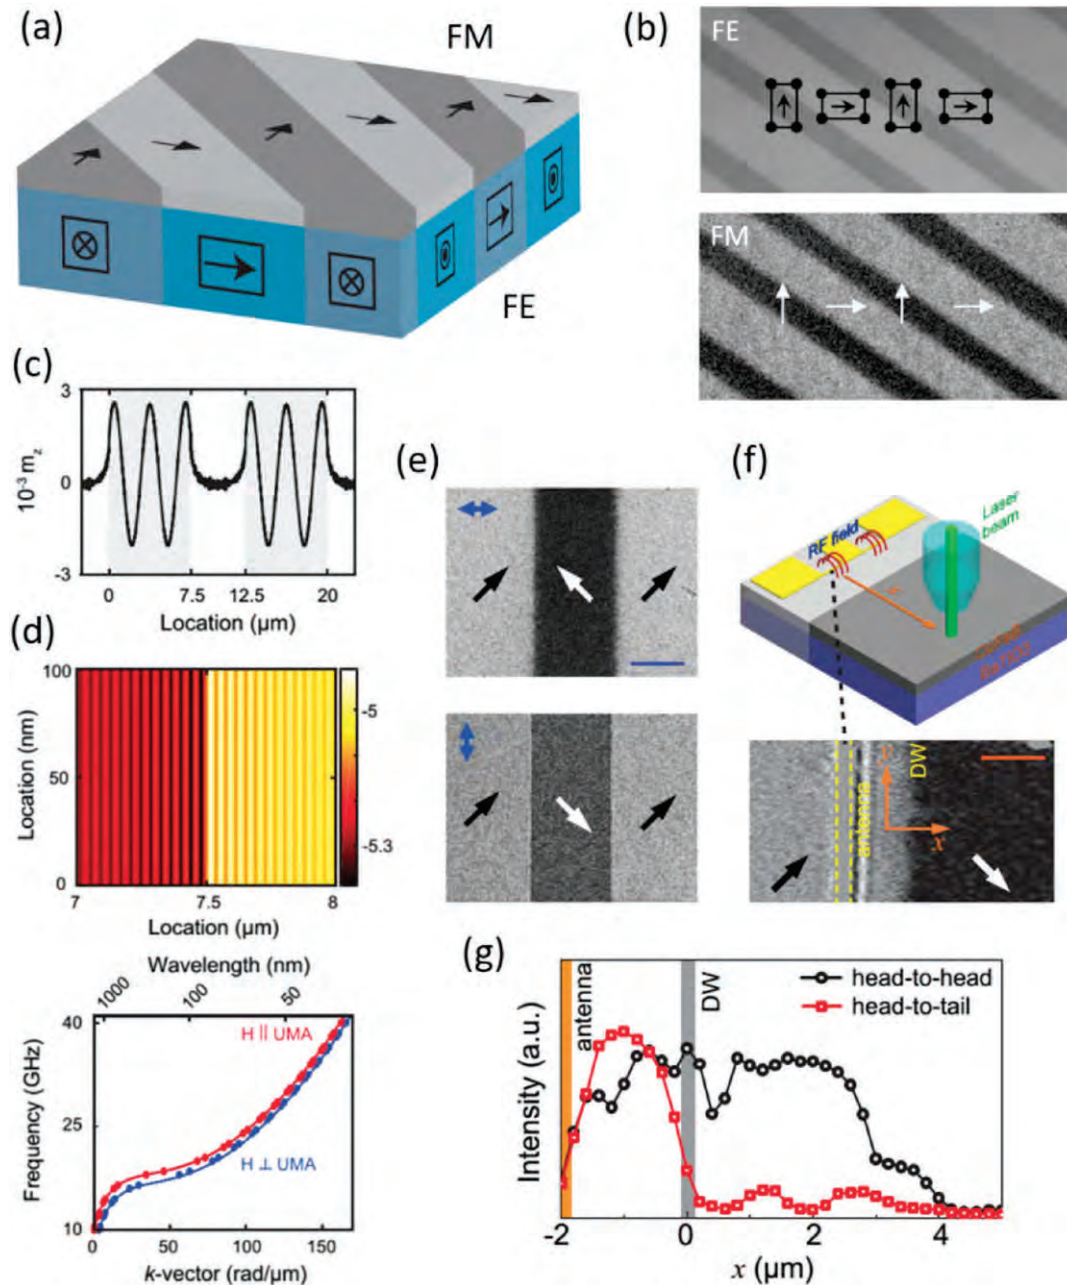 (a)
FM
FE
(b)
FE
FM
(c)
3
0
-3
10⁻³ m_z
0 7.5 12.5 20
Location (µm)
(d)
100
50
0
Location (nm)
-5
-5.3
7 7.5 8
Location (µm)
Wavelength (nm)
1000 100 50
40
25
10
Frequency (GHz)
H || UMA
H ⊥ UMA
0 50 100 150
k-vector (rad/µm)
(e)
(f)
RF field
Laser
beam
BaTiO3
y
x
antenna
DW
(g)
Intensity (a.u.)
antenna
DW
head-to-head
head-to-tail
-2 0 2 4
x (µm)